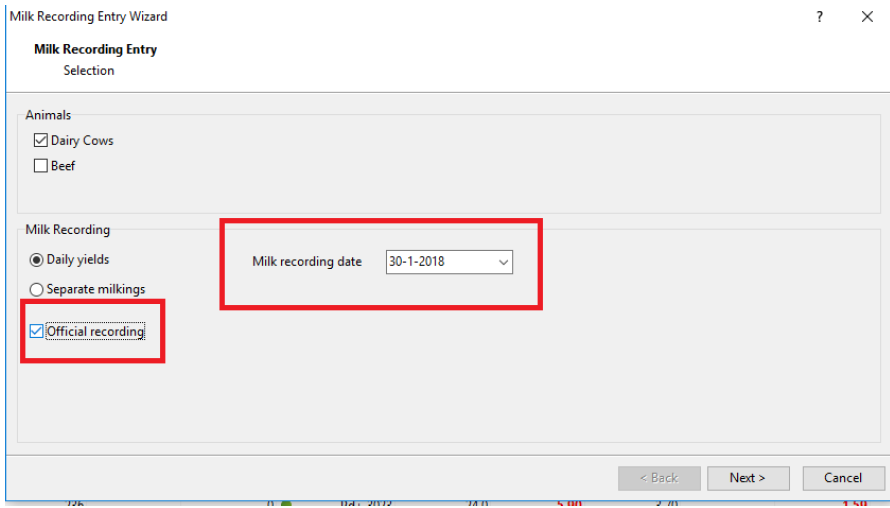 Milk Recording Entry Wizard ? ×
Milk Recording Entry
Selection
Animals
Dairy Cows
Beef
Milk Recording
Daily yields
Milk recording date 30-1-2018
Separate milkings
Official recording
< Back Next > Cancel